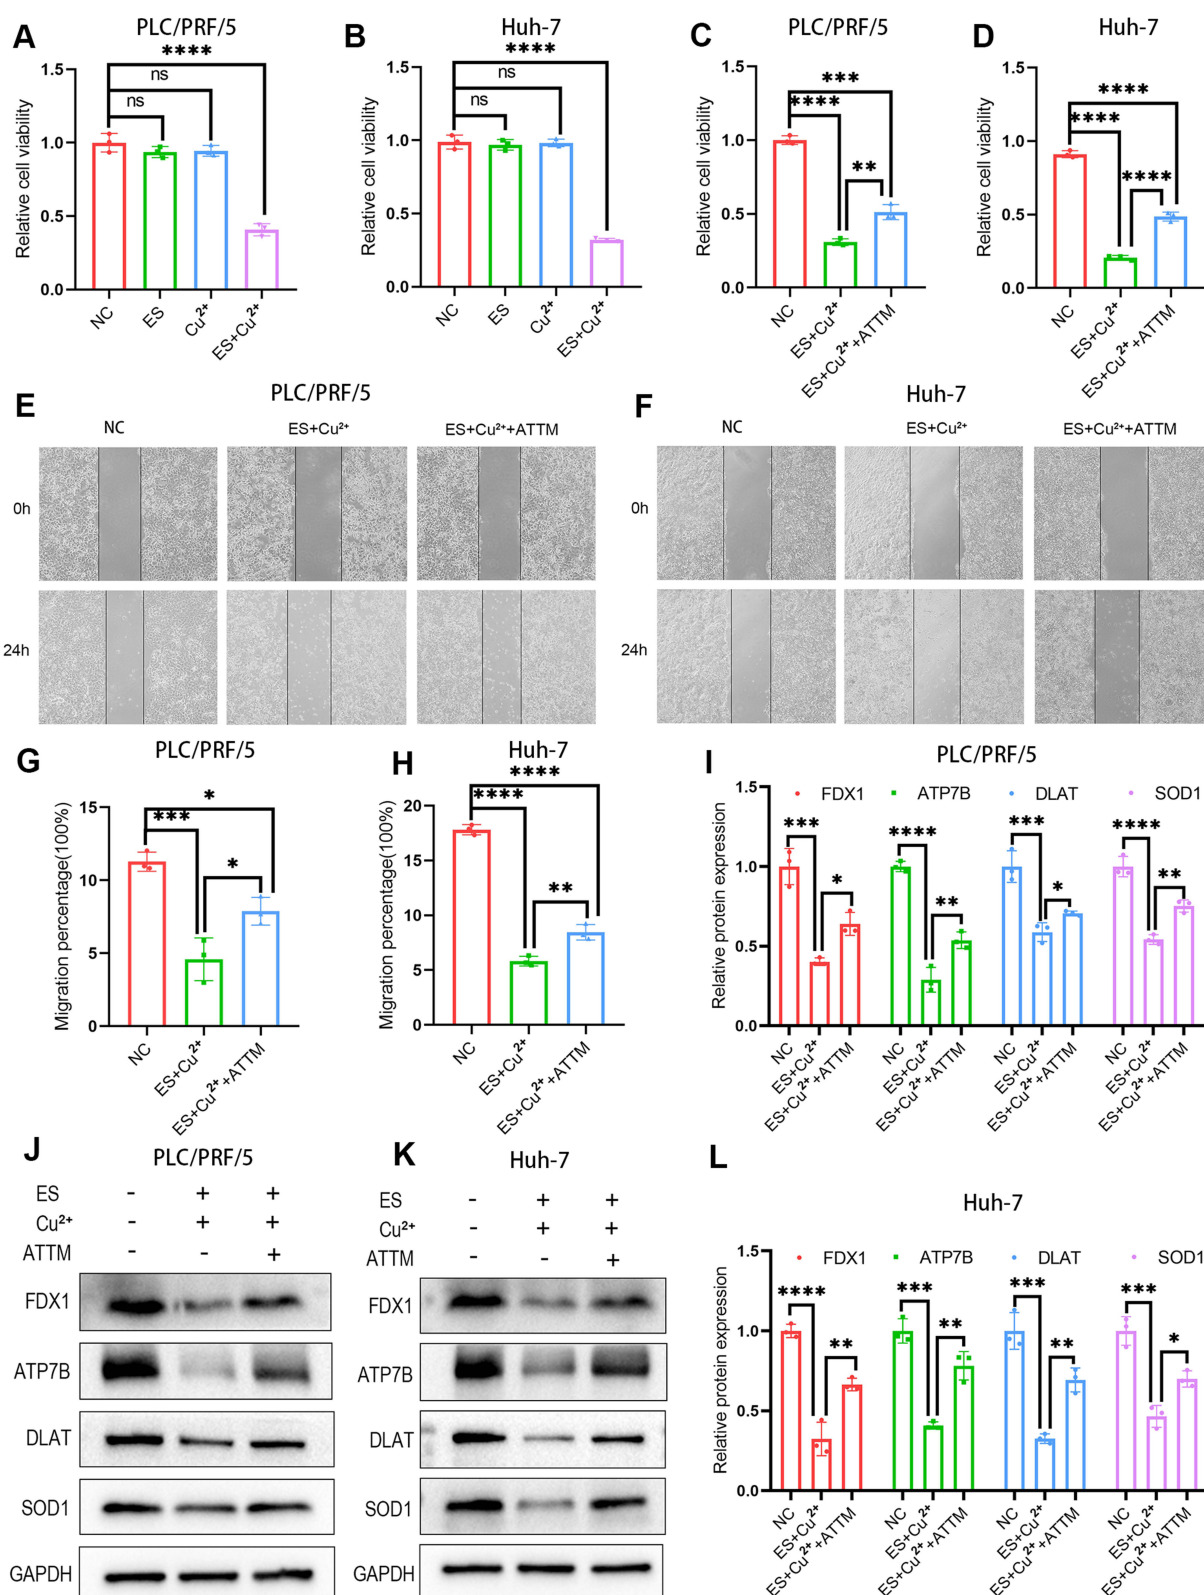 A PLC/PRF/5
Relative cell viability
1.5
1.0
0.5
0.0
****
ns
ns
NC ES Cu²⁺ ES+Cu²⁺
B Huh-7
Relative cell viability
1.5
1.0
0.5
0.0
****
ns
ns
NC ES Cu²⁺ ES+Cu²⁺
C PLC/PRF/5
Relative cell viability
1.5
1.0
0.5
0.0
***
****
**
NC ES+Cu²⁺ ES+Cu²⁺+ATTM
D Huh-7
Relative cell viability
1.5
1.0
0.5
0.0
****
****
****
NC ES+Cu²⁺ ES+Cu²⁺+ATTM
E PLC/PRF/5
NC ES+Cu²⁺ ES+Cu²⁺+ATTM
0h
24h
F Huh-7
NC ES+Cu²⁺ ES+Cu²⁺+ATTM
0h
24h
G PLC/PRF/5
Migration percentage(100%)
15
10
5
0
*
***
*
NC ES+Cu²⁺ ES+Cu²⁺+ATTM
H Huh-7
Migration percentage(100%)
20
15
10
5
0
****
****
**
NC ES+Cu²⁺ ES+Cu²⁺+ATTM
I PLC/PRF/5
Relative protein expression
1.5
1.0
0.5
0.0
FDX1 ATP7B DLAT SOD1
*** * **** ** *** * **** **
NC ES+Cu²⁺ ES+Cu²⁺+ATTM NC ES+Cu²⁺ ES+Cu²⁺+ATTM NC ES+Cu²⁺ ES+Cu²⁺+ATTM NC ES+Cu²⁺ ES+Cu²⁺+ATTM
J PLC/PRF/5
ES - + +
Cu²⁺ - + +
ATTM - - +
FDX1
ATP7B
DLAT
SOD1
GAPDH
K Huh-7
ES - + +
Cu²⁺ - + +
ATTM - - +
FDX1
ATP7B
DLAT
SOD1
GAPDH
L Huh-7
Relative protein expression
1.5
1.0
0.5
0.0
FDX1 ATP7B DLAT SOD1
**** ** *** ** *** ** *** *
NC ES+Cu²⁺ ES+Cu²⁺+ATTM NC ES+Cu²⁺ ES+Cu²⁺+ATTM NC ES+Cu²⁺ ES+Cu²⁺+ATTM NC ES+Cu²⁺ ES+Cu²⁺+ATTM